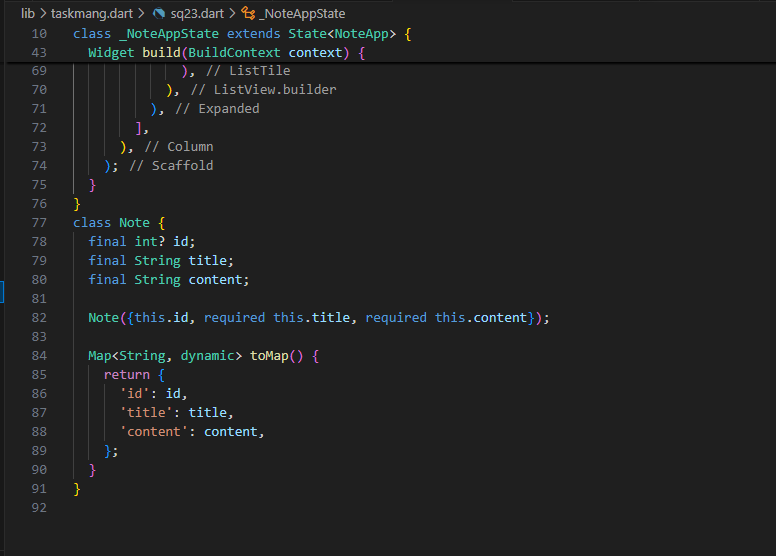 lib > taskmang.dart > sq23.dart > _NoteAppState
10 class _NoteAppState extends State<NoteApp> {
43 Widget build(BuildContext context) {
69 ), // ListTile
70 ), // ListView.builder
71 ), // Expanded
72 ],
73 ), // Column
74 ); // Scaffold
75 }
76 }
77 class Note {
78 final int? id;
79 final String title;
80 final String content;
81
82 Note({this.id, required this.title, required this.content});
83
84 Map<String, dynamic> toMap() {
85 return {
86 'id': id,
87 'title': title,
88 'content': content,
89 };
90 }
91 }
92